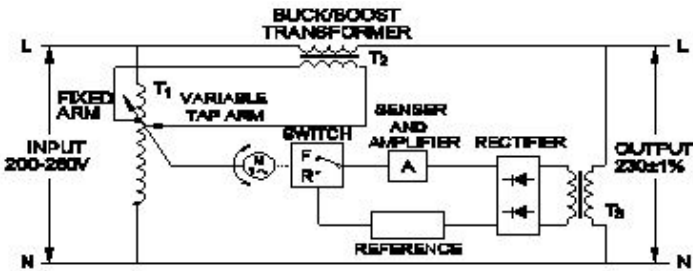 BUCK/BOOST
TRANSFORMER
L
L
T2
T1
FIXED
ARM
VARIABLE
TAP ARM
SENSER
AND
AMPLIFIER
SWITCH
RECTIFIER
INPUT
200-260V
OUTPUT
230±1%
M
F
R
A
T3
REFERENCE
N
N